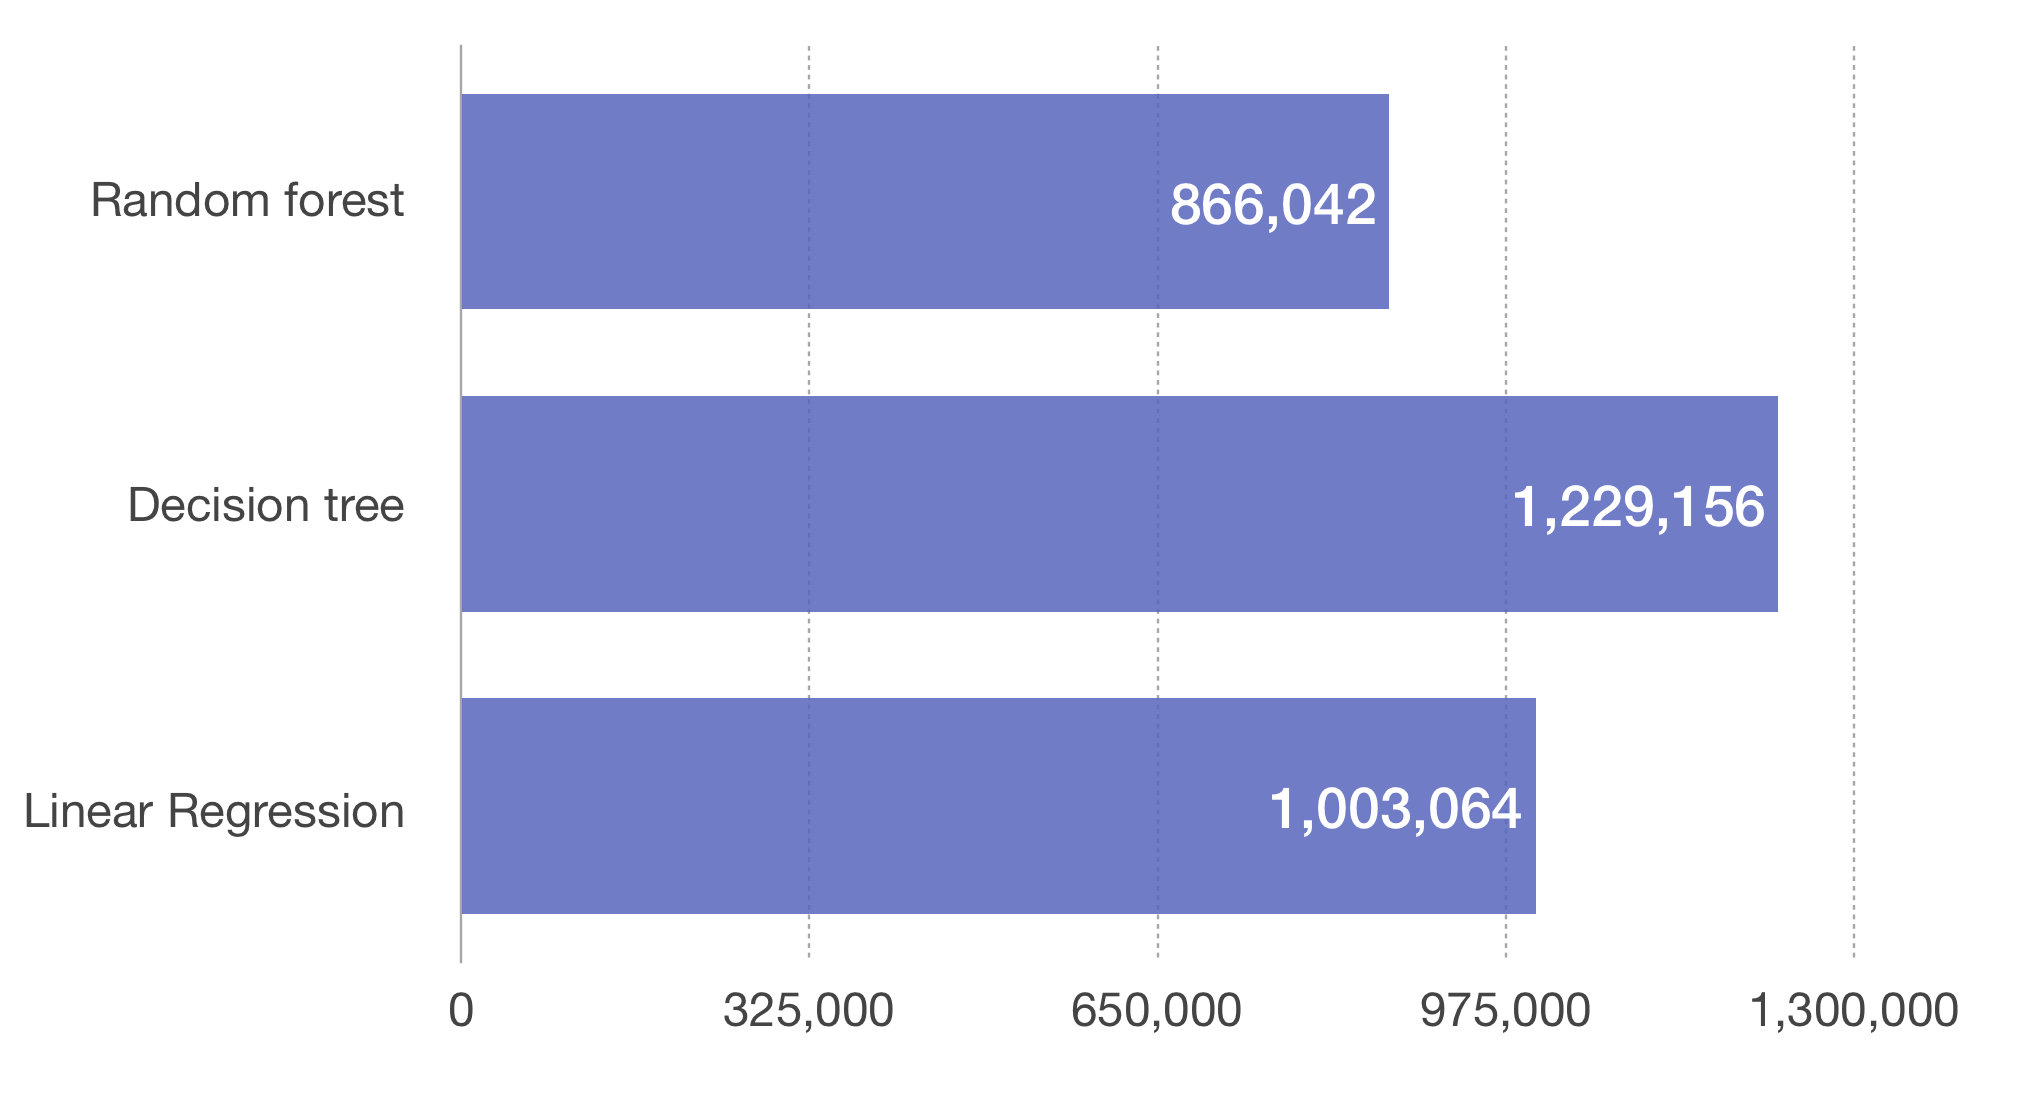 Random forest
866,042
Decision tree
1,229,156
Linear Regression
1,003,064
0
325,000
650,000
975,000
1,300,000